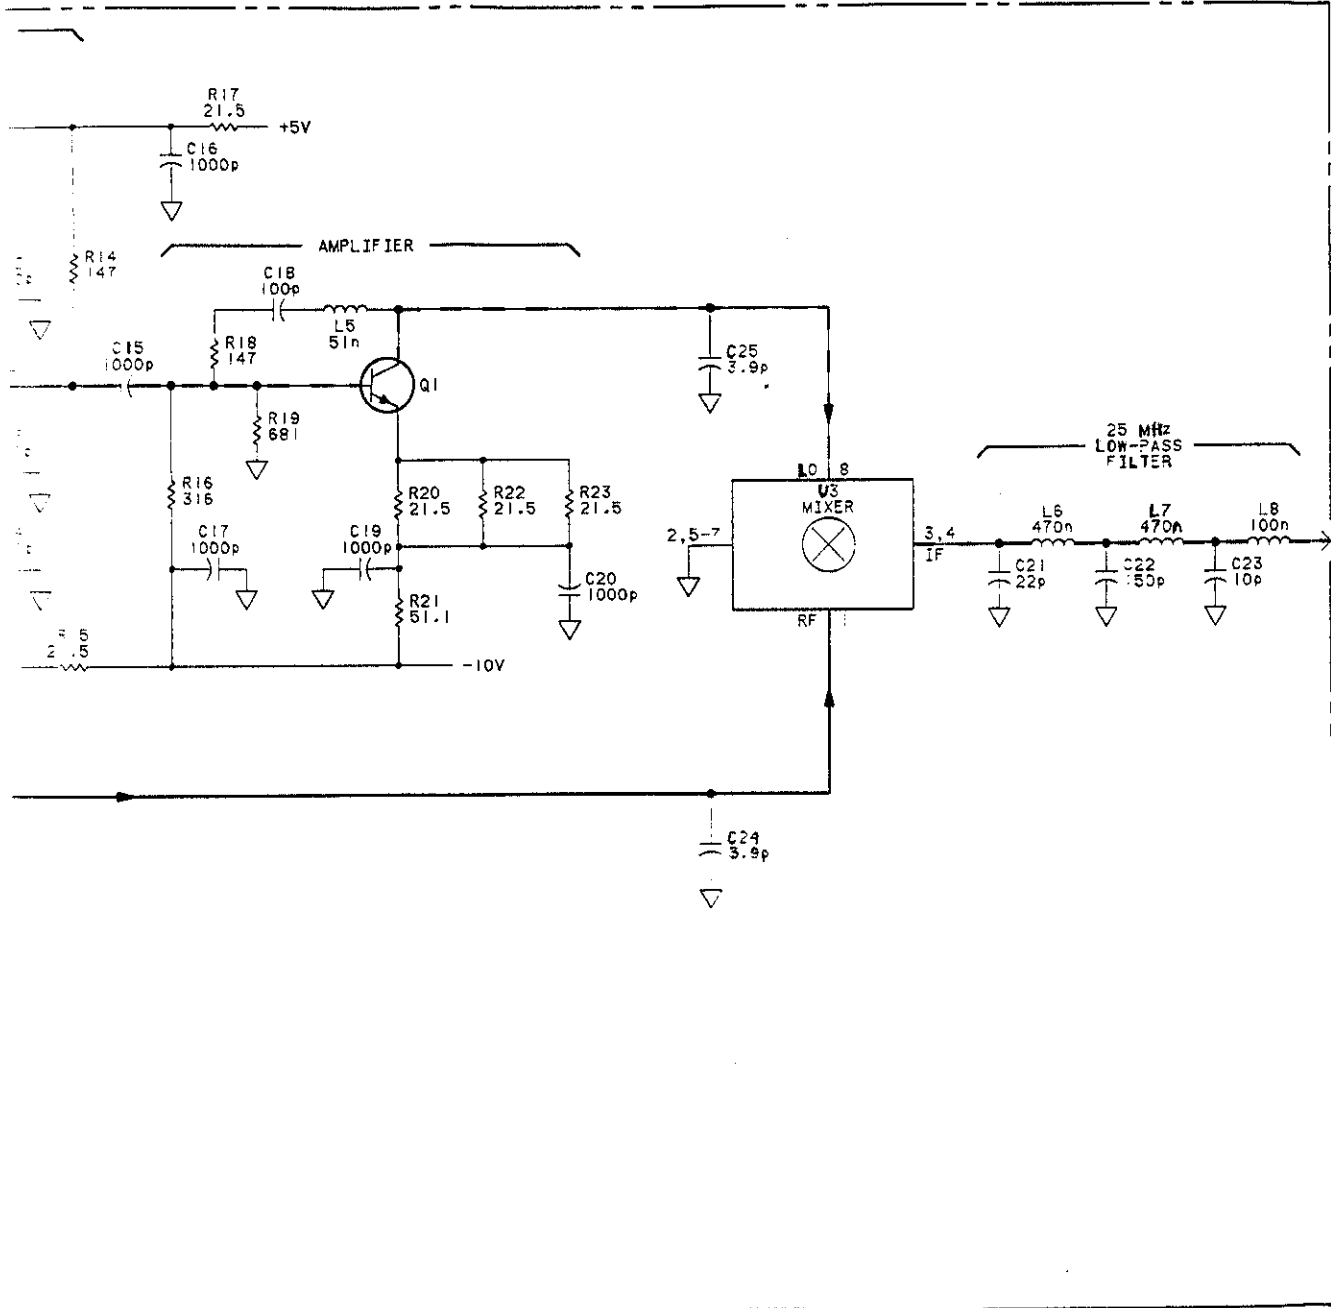 R17
21.5
+5V
C16
1000p
R14
147
AMPLIFIER
C18
100p
L5
51n
R18
147
C15
1000p
Q1
C25
3.9p
R19
681
25 MHz
LOW-PASS
FILTER
R16
316
R20
21.5
R22
21.5
R23
21.5
LO 8
U3
MIXER
L6
470n
L7
470n
L8
100n
C17
1000p
C19
1000p
2,5-7
3,4
IF
C21
22p
C22
150p
C23
10p
C20
1000p
R21
51.1
RF
-10V
C24
3.9p